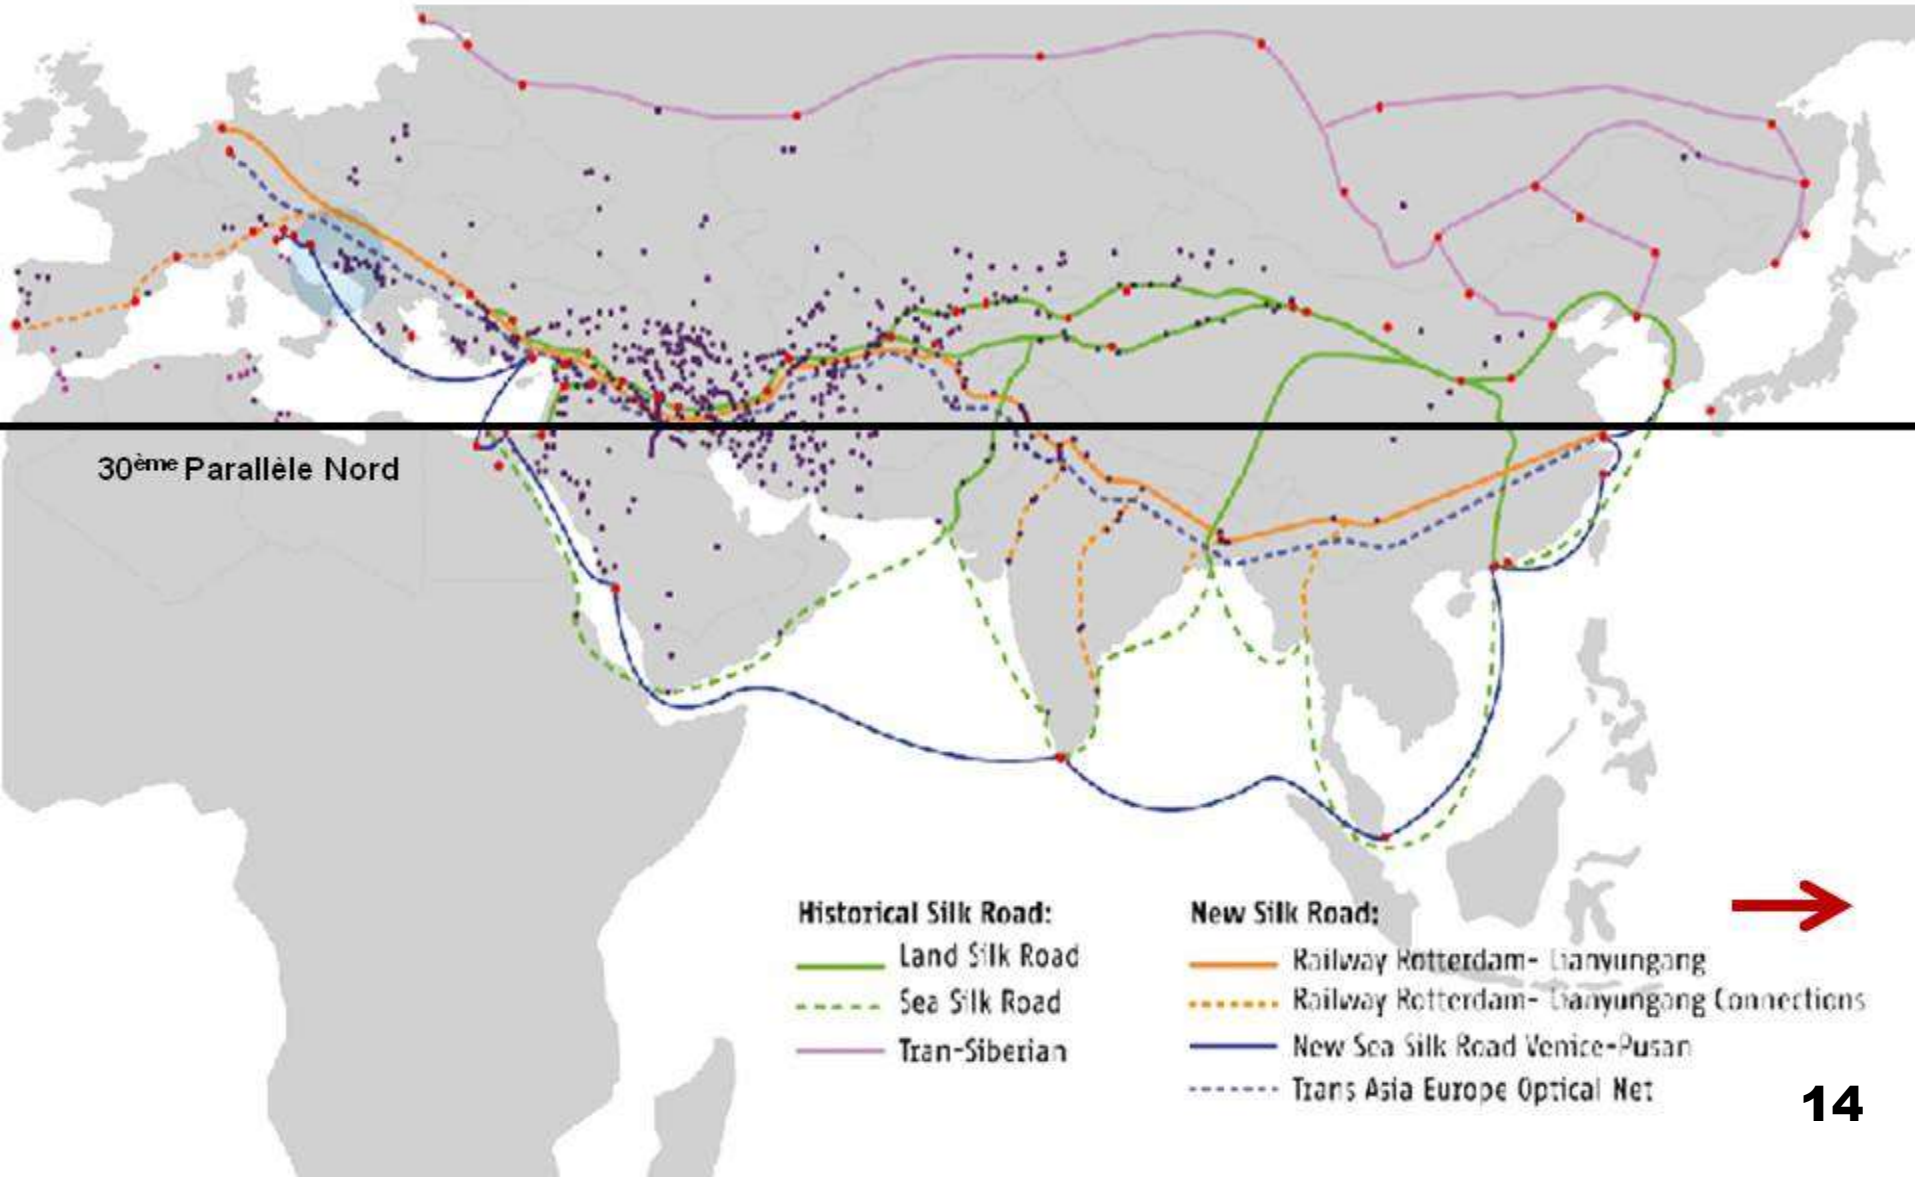 30ème Parallèle Nord
Historical Silk Road:
Land Silk Road
Sea Silk Road
Tran-Siberian
New Silk Road:
Railway Rotterdam- Lianyungang
Railway Rotterdam- Lianyungang Connections
New Sea Silk Road Venice-Pusan
Trans Asia Europe Optical Net
14